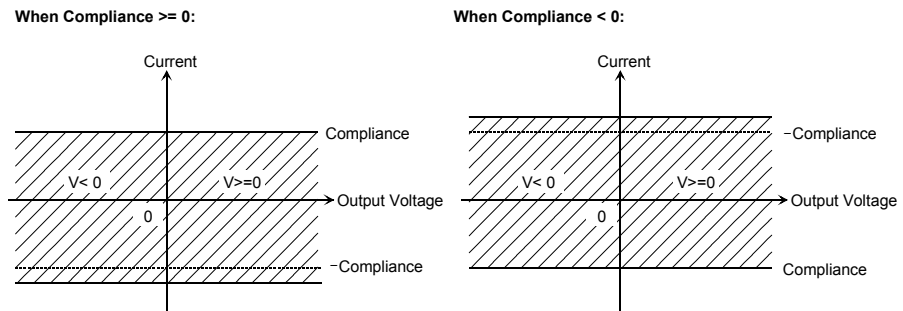 When Compliance >= 0:
Current
Compliance
V< 0
V>=0
Output Voltage
0
−Compliance
When Compliance < 0:
Current
−Compliance
V< 0
V>=0
Output Voltage
0
Compliance